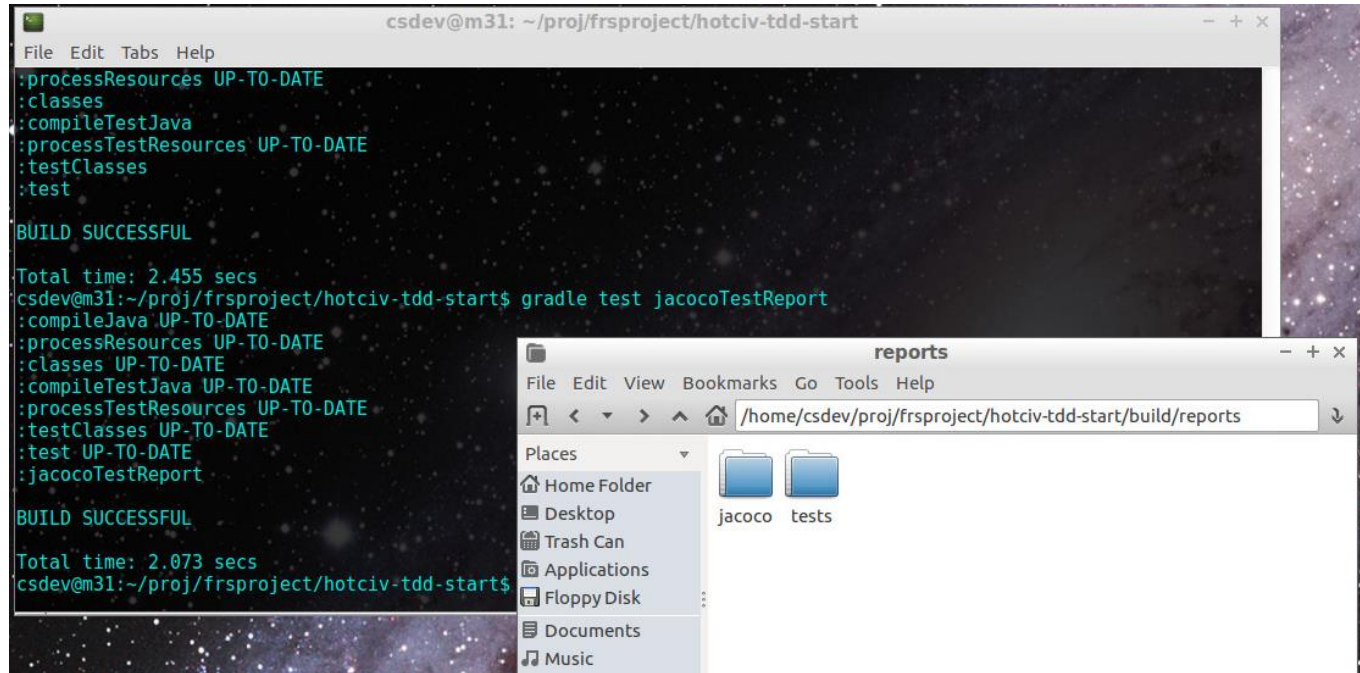 csdev@m31: ~/proj/frsproject/hotciv-tdd-start
File Edit Tabs Help
:processResources UP-TO-DATE
:classes
:compileTestJava
:processTestResources UP-TO-DATE
:testClasses
:test
BUILD SUCCESSFUL
Total time: 2.455 secs
csdev@m31:~/proj/frsproject/hotciv-tdd-start$ gradle test jacocoTestReport
:compileJava UP-TO-DATE
:processResources UP-TO-DATE
:classes UP-TO-DATE
:compileTestJava UP-TO-DATE
:processTestResources UP-TO-DATE
:testClasses UP-TO-DATE
:test UP-TO-DATE
:jacocoTestReport
BUILD SUCCESSFUL
Total time: 2.073 secs
csdev@m31:~/proj/frsproject/hotciv-tdd-start$
reports
File Edit View Bookmarks Go Tools Help
/home/csdev/proj/frsproject/hotciv-tdd-start/build/reports
Places
Home Folder
Desktop
Trash Can
Applications
Floppy Disk
Documents
Music
jacoco tests